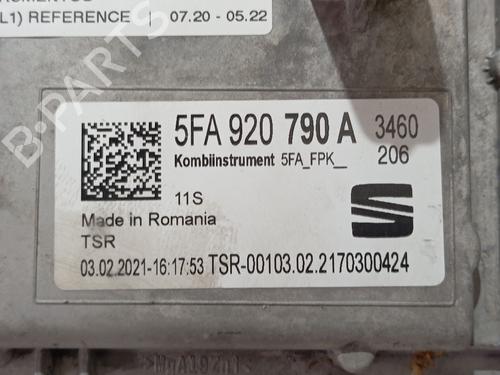 (L1) REFERENCE 07.20 - 05.22
B-PARTS
5FA 920 790 A 3460
Kombiinstrument 5FA_FPK__ 206
11S
Made in Romania
TSR
03.02.2021-16:17:53 TSR-00103.02.2170300424